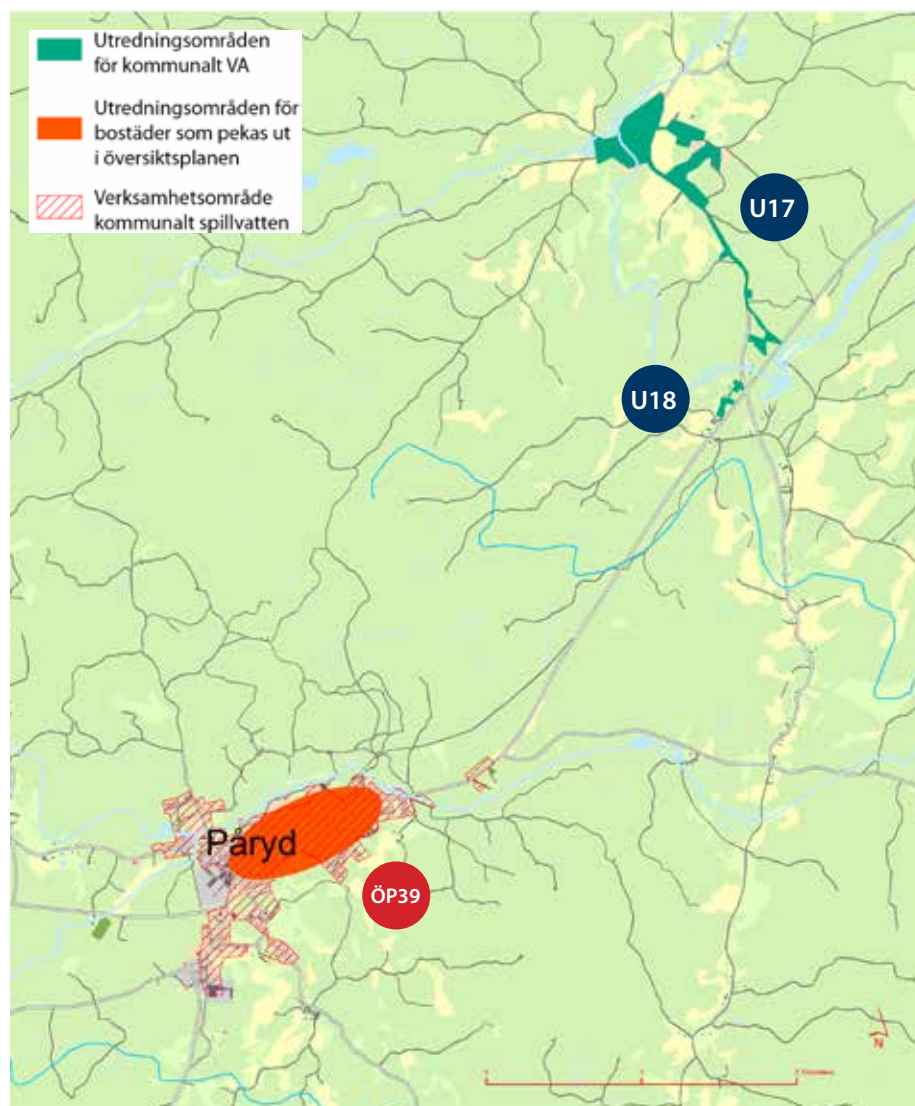 Utredningsområden
för kommunalt VA
Utredningsområden för
bostäder som pekas ut
i översiktsplanen
Verksamhetsområde
kommunalt spillvatten
U17
U18
Påryd
ÖP39
N